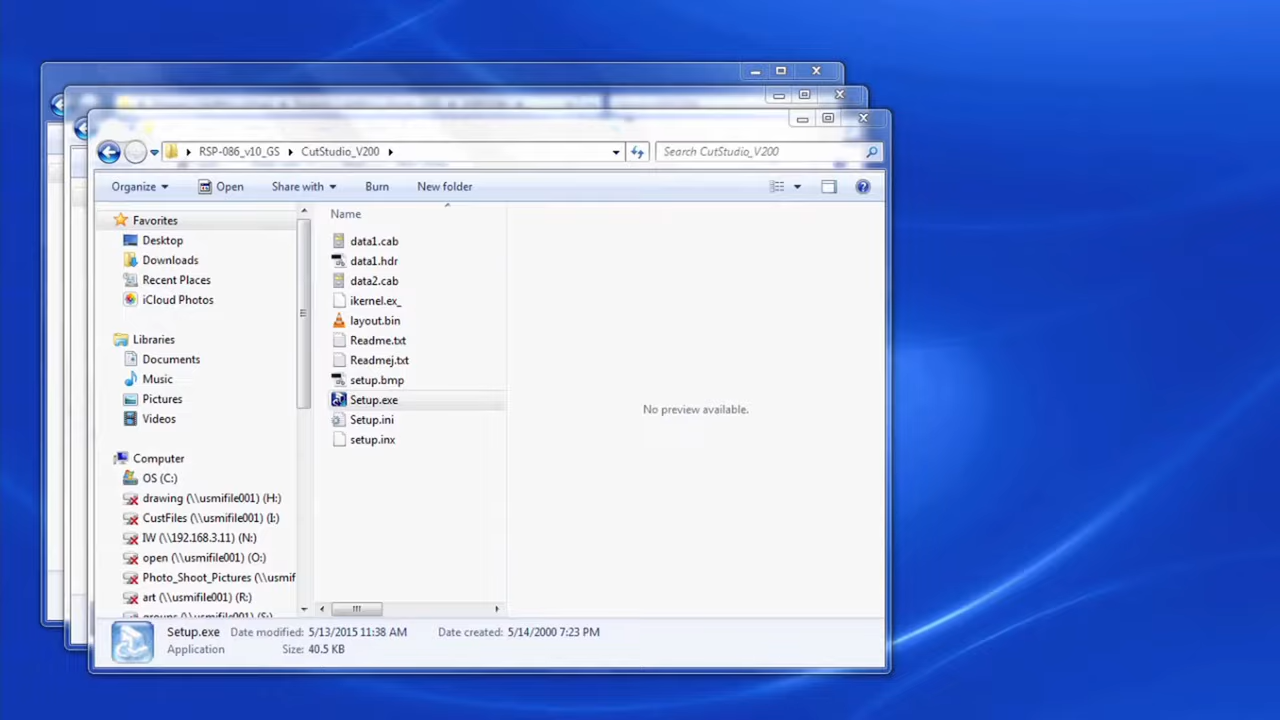 RSP-086_v10_GS CutStudio_V200
Search CutStudio_V200
Organize Open Share with Burn New folder
Favorites
Desktop
Downloads
Recent Places
iCloud Photos
Libraries
Documents
Music
Pictures
Videos
Computer
OS (C:)
drawing (\\usmifile001) (H:)
CustFiles (\\usmifile001) (I:)
IW (\\192.168.3.11) (N:)
open (\\usmifile001) (O:)
Photo_Shoot_Pictures (\\usmif
art (\\usmifile001) (R:)
groups (\\usmifile001) (S:)
Name
data1.cab
data1.hdr
data2.cab
ikernel.ex_
layout.bin
Readme.txt
Readmej.txt
setup.bmp
Setup.exe
Setup.ini
setup.inx
No preview available.
Setup.exe Date modified: 5/13/2015 11:38 AM Date created: 5/14/2000 7:23 PM
Application Size: 40.5 KB